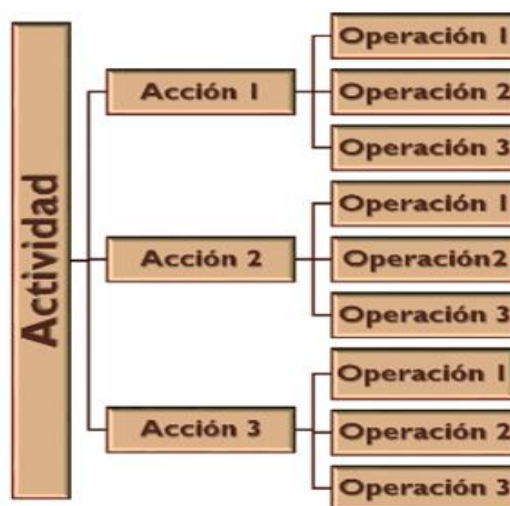 Actividad
Acción 1
Operación 1
Operación 2
Operación 3
Acción 2
Operación 1
Operación2
Operación 3
Acción 3
Operación 1
Operación 2
Operación 3